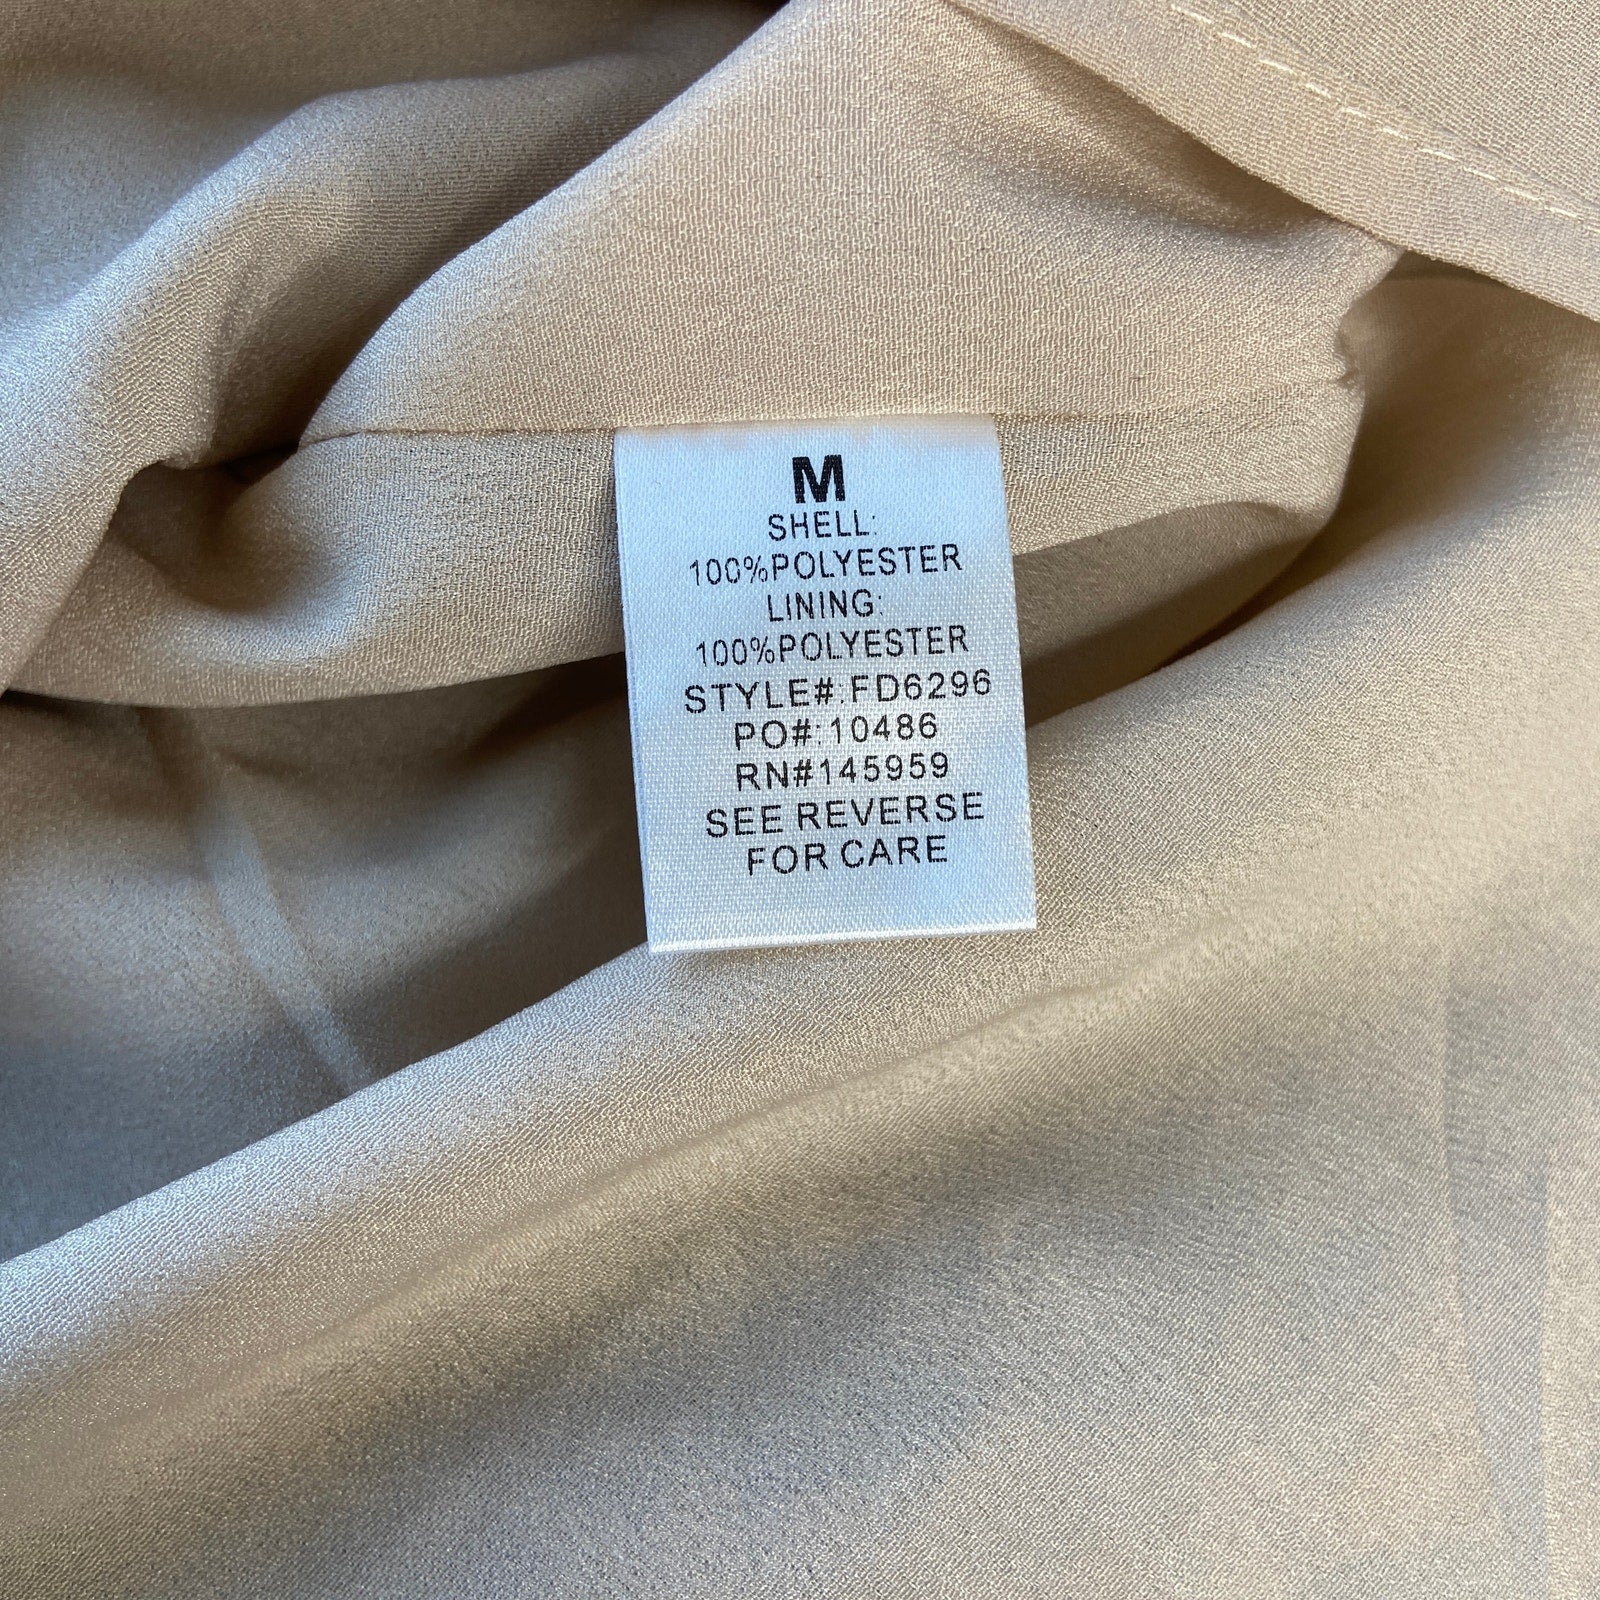 M
SHELL:
100%POLYESTER
LINING:
100%POLYESTER
STYLE#:FD6296
PO#:10486
RN#145959
SEE REVERSE
FOR CARE